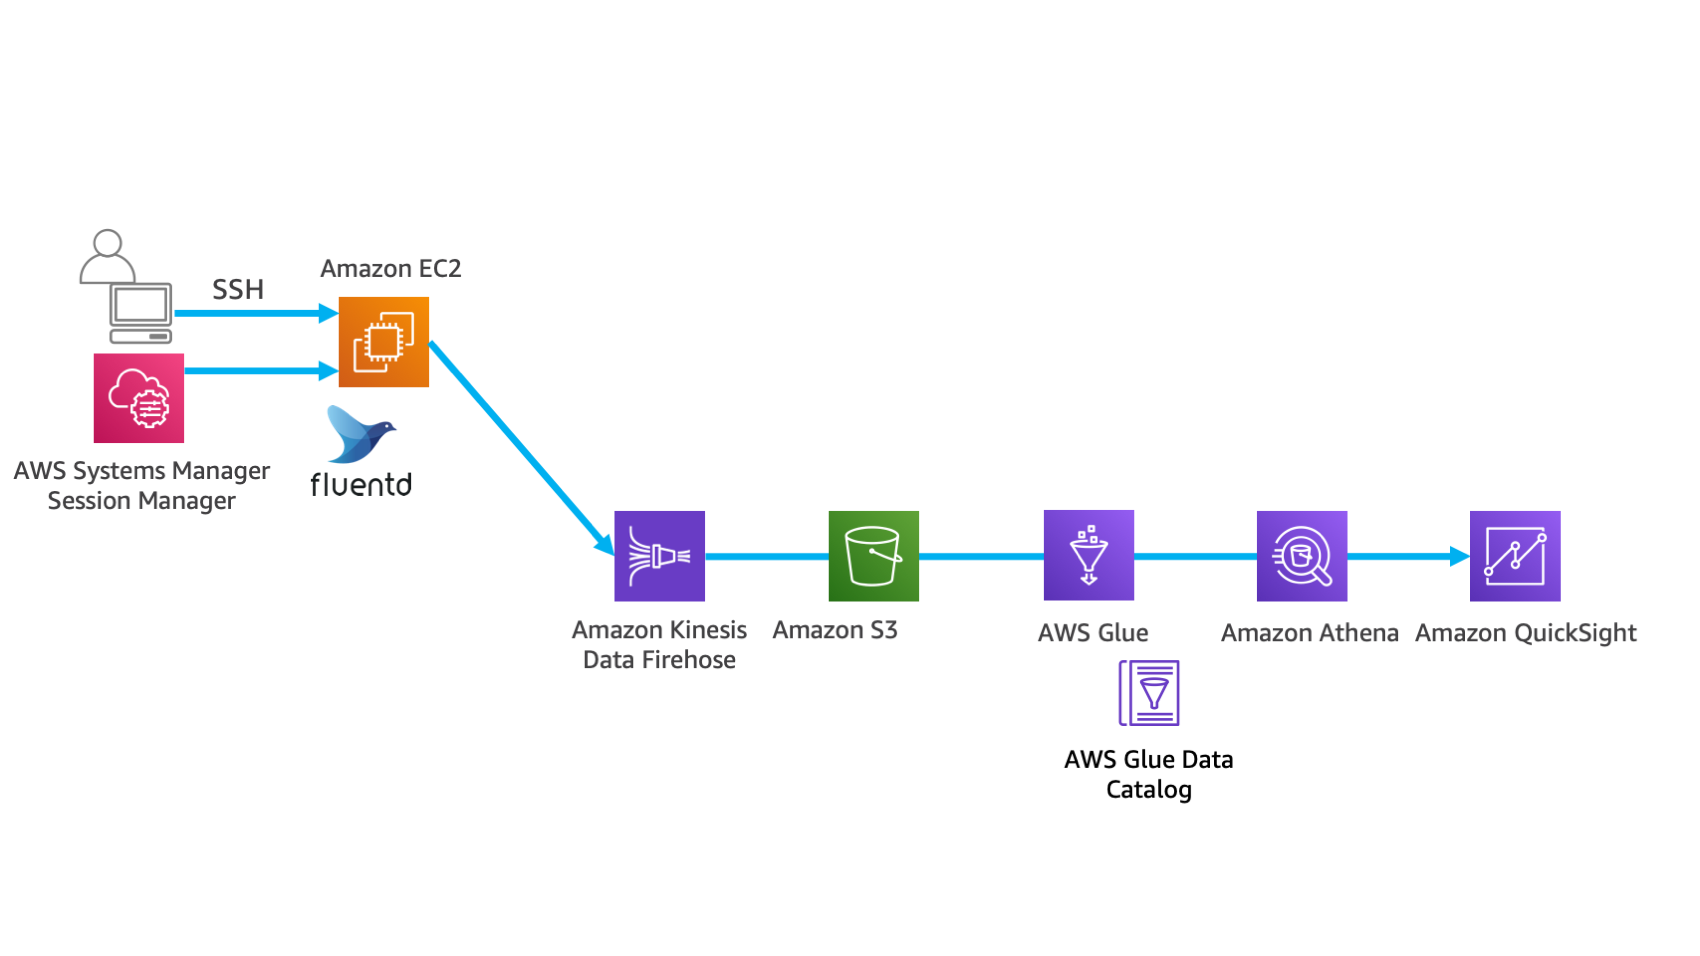 SSH
Amazon EC2
AWS Systems Manager
Session Manager
fluentd
Amazon Kinesis
Data Firehose
Amazon S3
AWS Glue
Amazon Athena
Amazon QuickSight
AWS Glue Data
Catalog